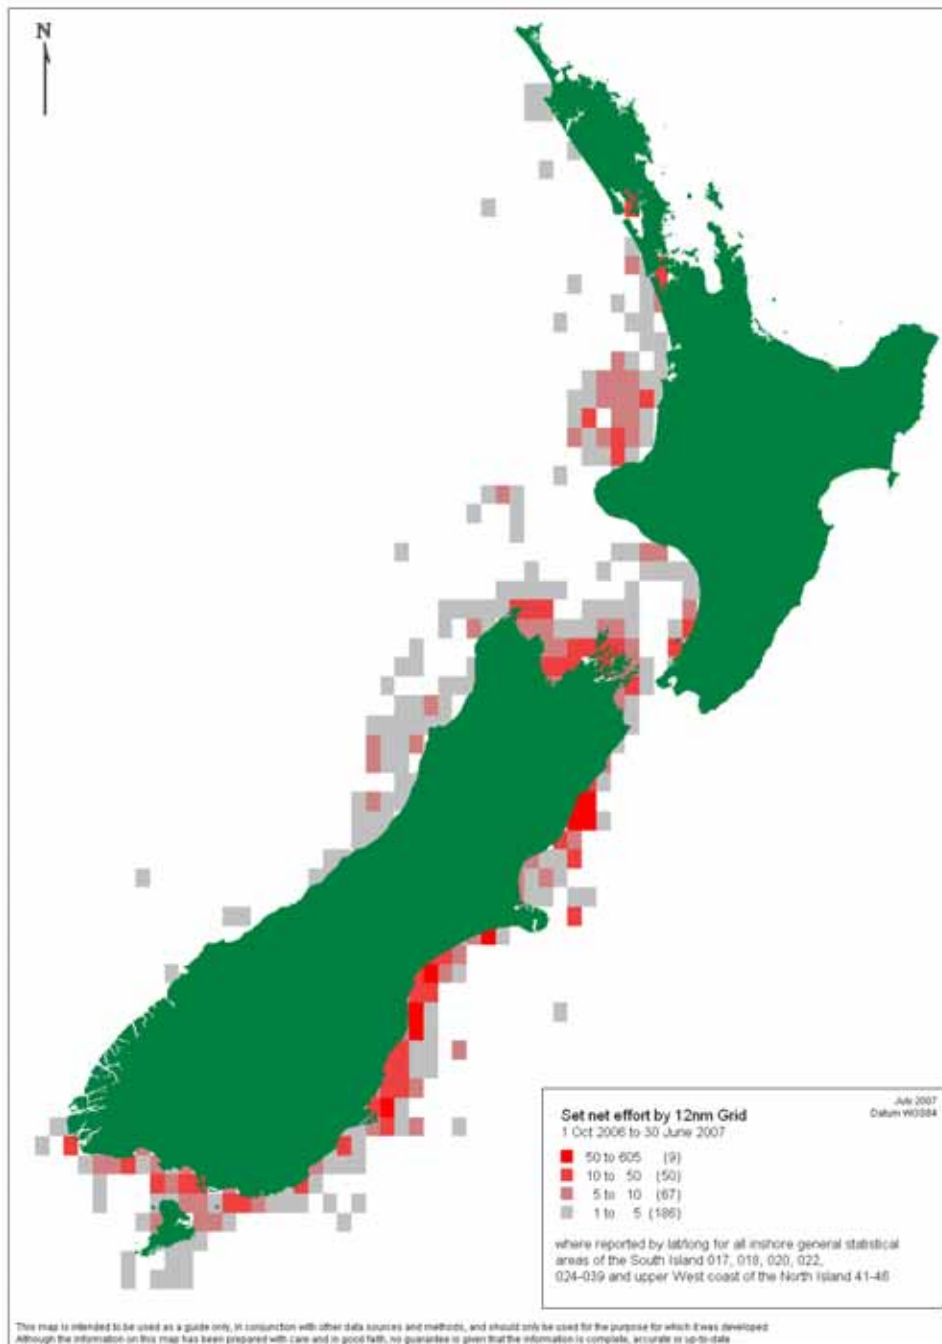 N
July 2007
Datum WGS84
Set net effort by 12nm Grid
1 Oct 2006 to 30 June 2007
50 to 605 (9)
10 to 50 (50)
5 to 10 (67)
1 to 5 (186)
where reported by lat/long for all inshore general statistical
areas of the South Island 017, 018, 020, 022,
024-039 and upper West coast of the North Island 41-46
This map is intended to be used as a guide only, in conjunction with other data sources and methods, and should only be used for the purpose for which it was developed
Although the information on this map has been prepared with care and in good faith, no guarantee is given that the information is complete, accurate or up-to-date